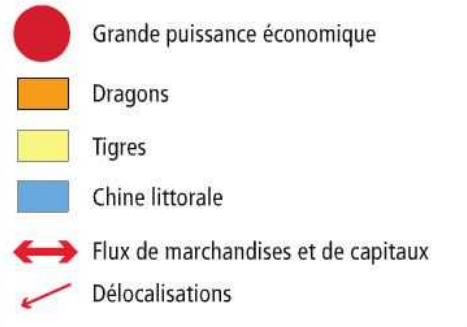 Grande puissance économique
Dragons
Tigres
Chine littorale
Flux de marchandises et de capitaux
Délocalisations